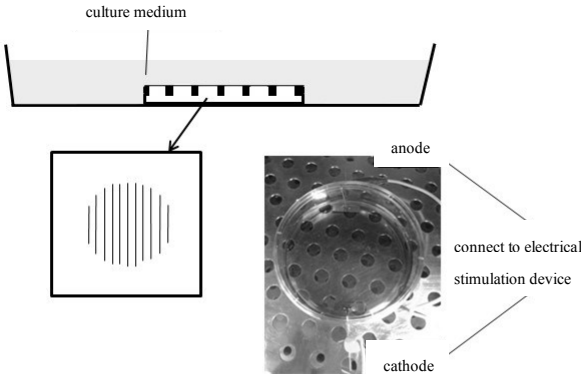 culture medium
anode
connect to electrical
stimulation device
cathode